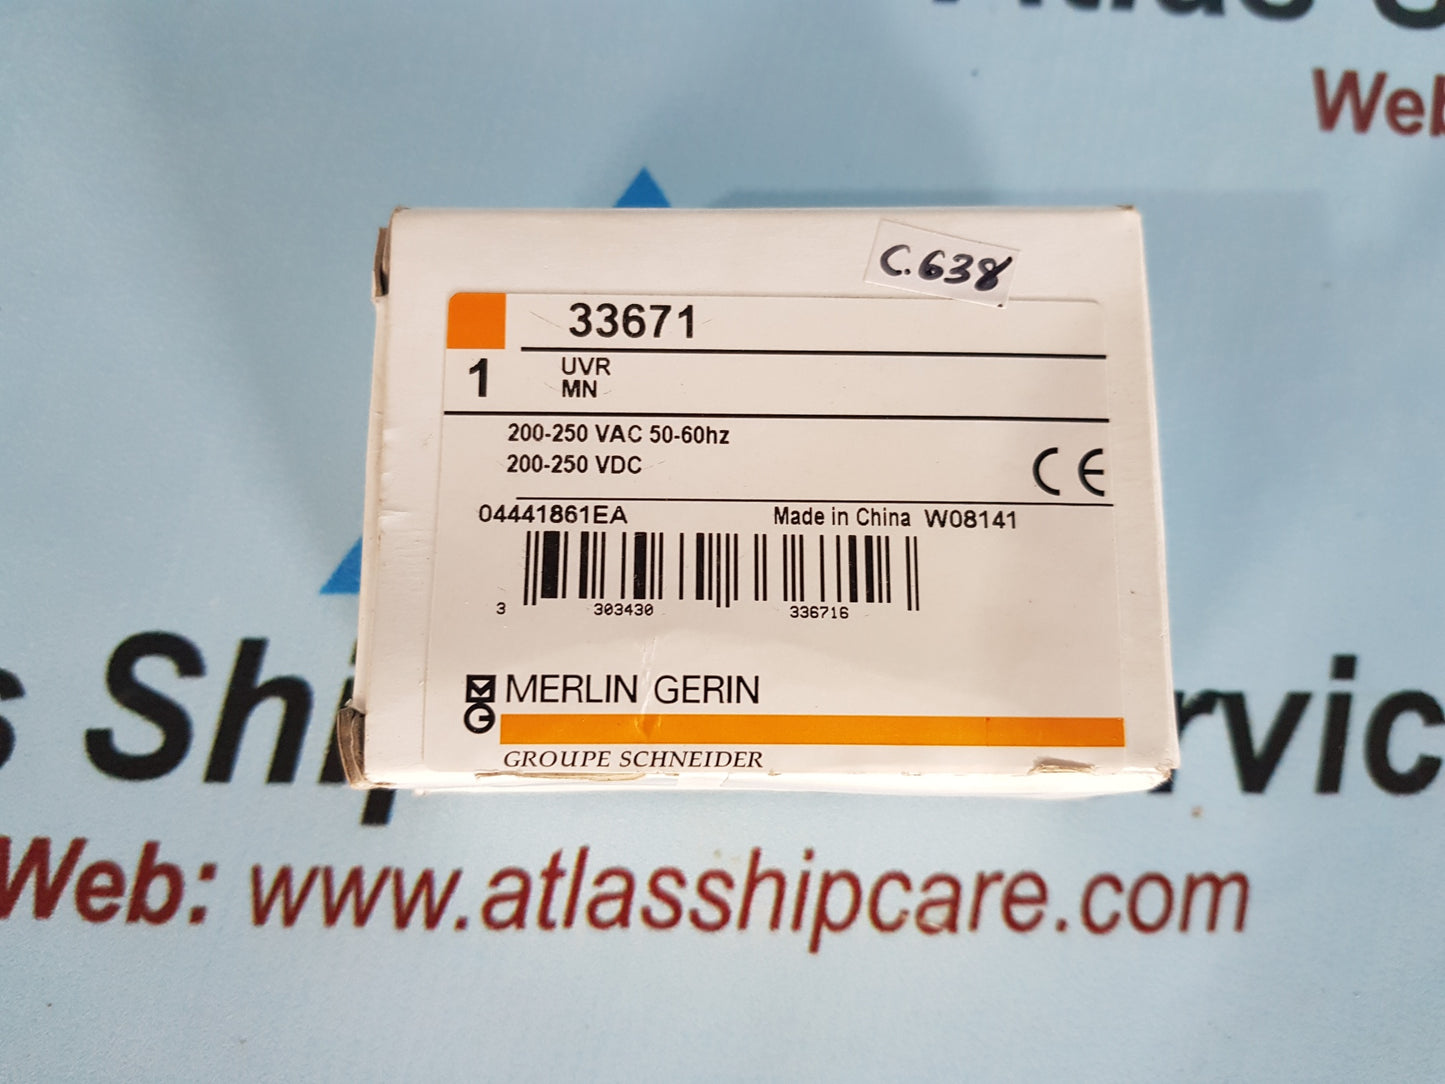 Web
C.638
33671
1
UVR
MN
200-250 VAC 50-60hz
200-250 VDC
CE
04441861EA Made in China W08141
3 303430 336716
MERLIN GERIN
GROUPE SCHNEIDER
Web: www.atlasshipcare.com